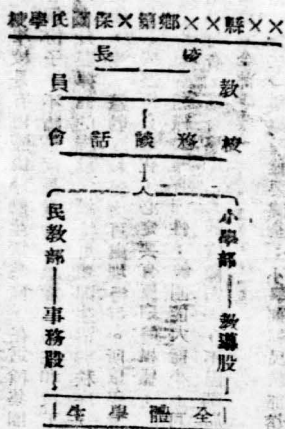 ××縣××鄉鎮×保國民學校
校長
教員
校務談話會
小學部——教導股
民教部——事務股
全體學生